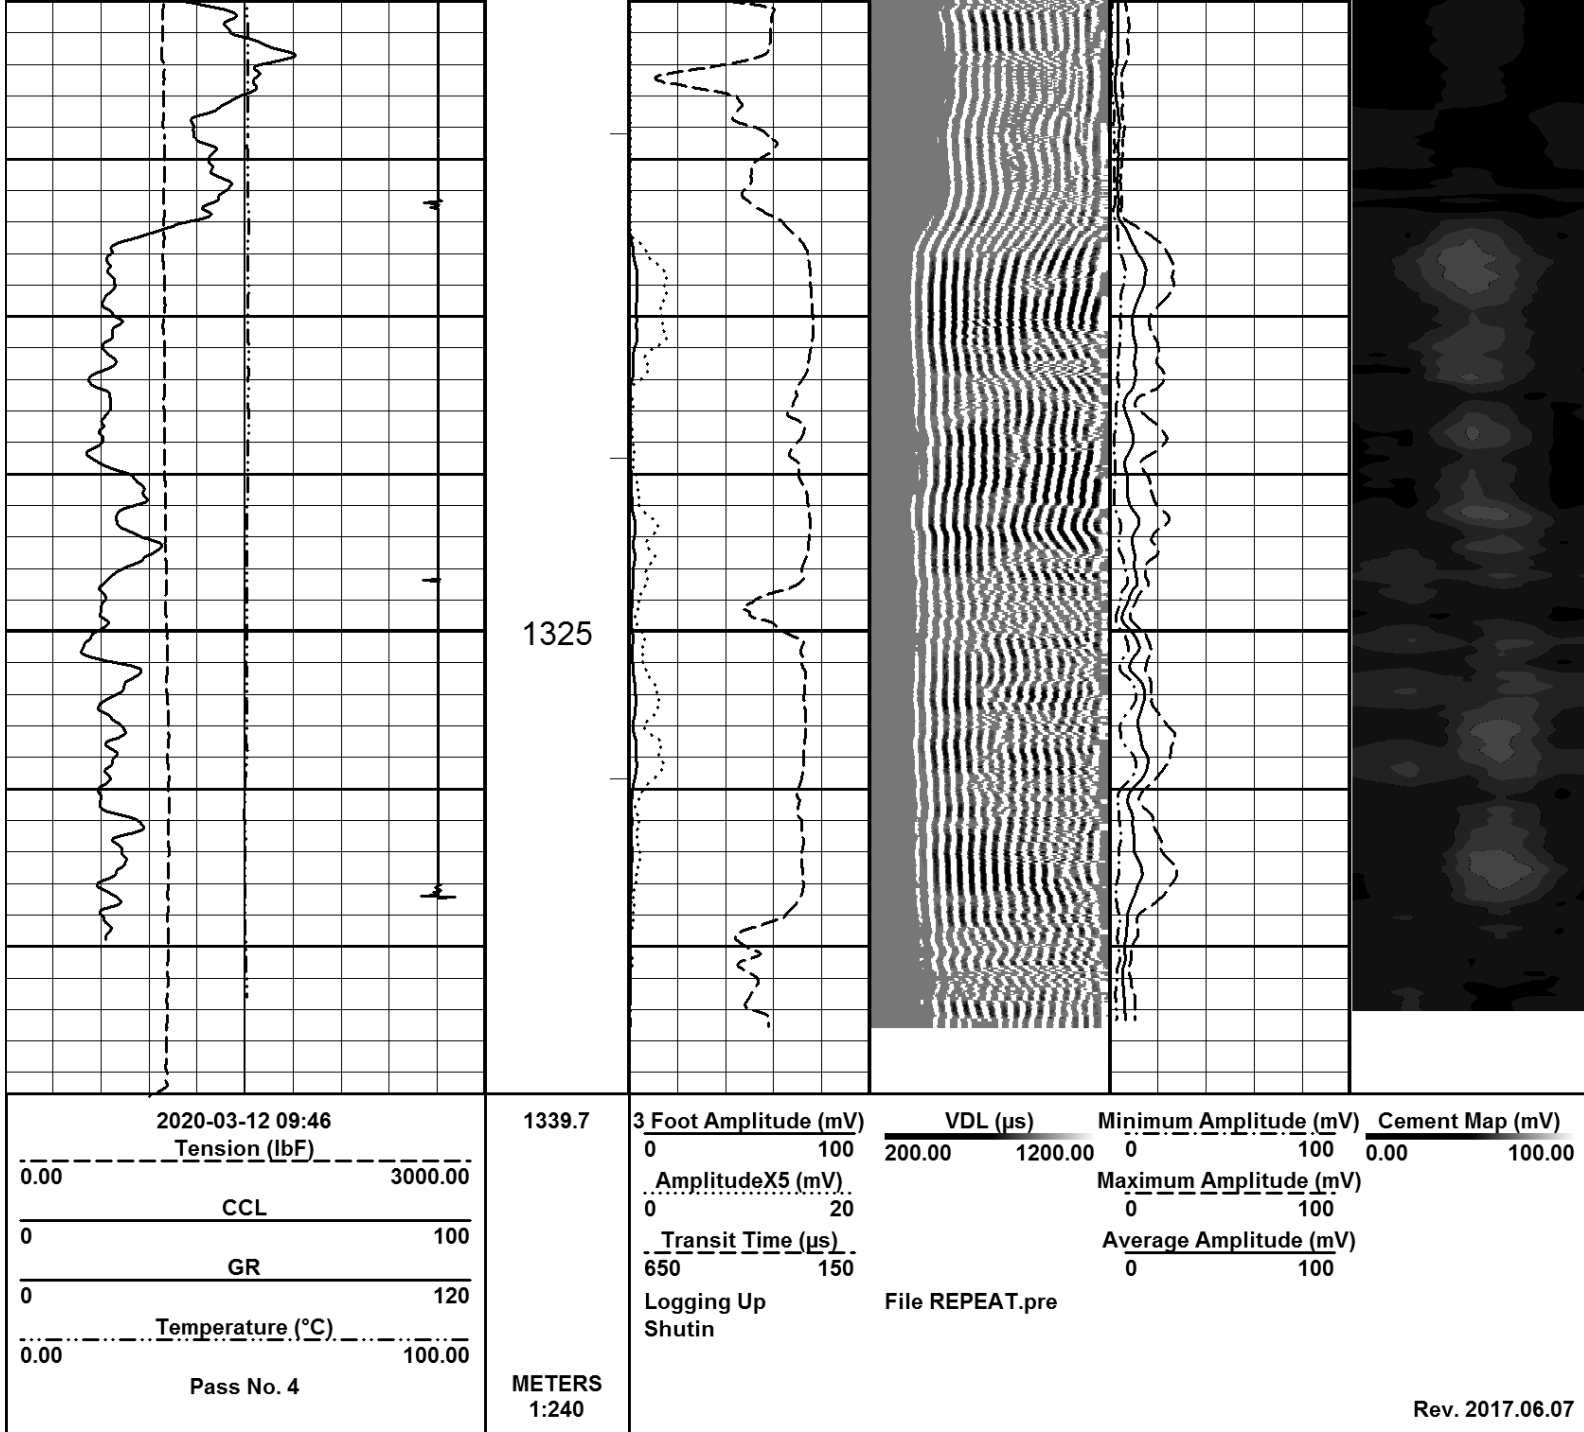 1325
2020-03-12 09:46
Tension (lbF)
0.00 3000.00
CCL
0 100
GR
0 120
Temperature (°C)
0.00 100.00
Pass No. 4
1339.7
METERS
1:240
3 Foot Amplitude (mV)
0 100
AmplitudeX5 (mV)
0 20
Transit Time (µs)
650 150
Logging Up
Shutin
VDL (µs)
200.00 1200.00
File REPEAT.pre
Minimum Amplitude (mV)
0 100
Maximum Amplitude (mV)
0 100
Average Amplitude (mV)
0 100
Cement Map (mV)
0.00 100.00
Rev. 2017.06.07